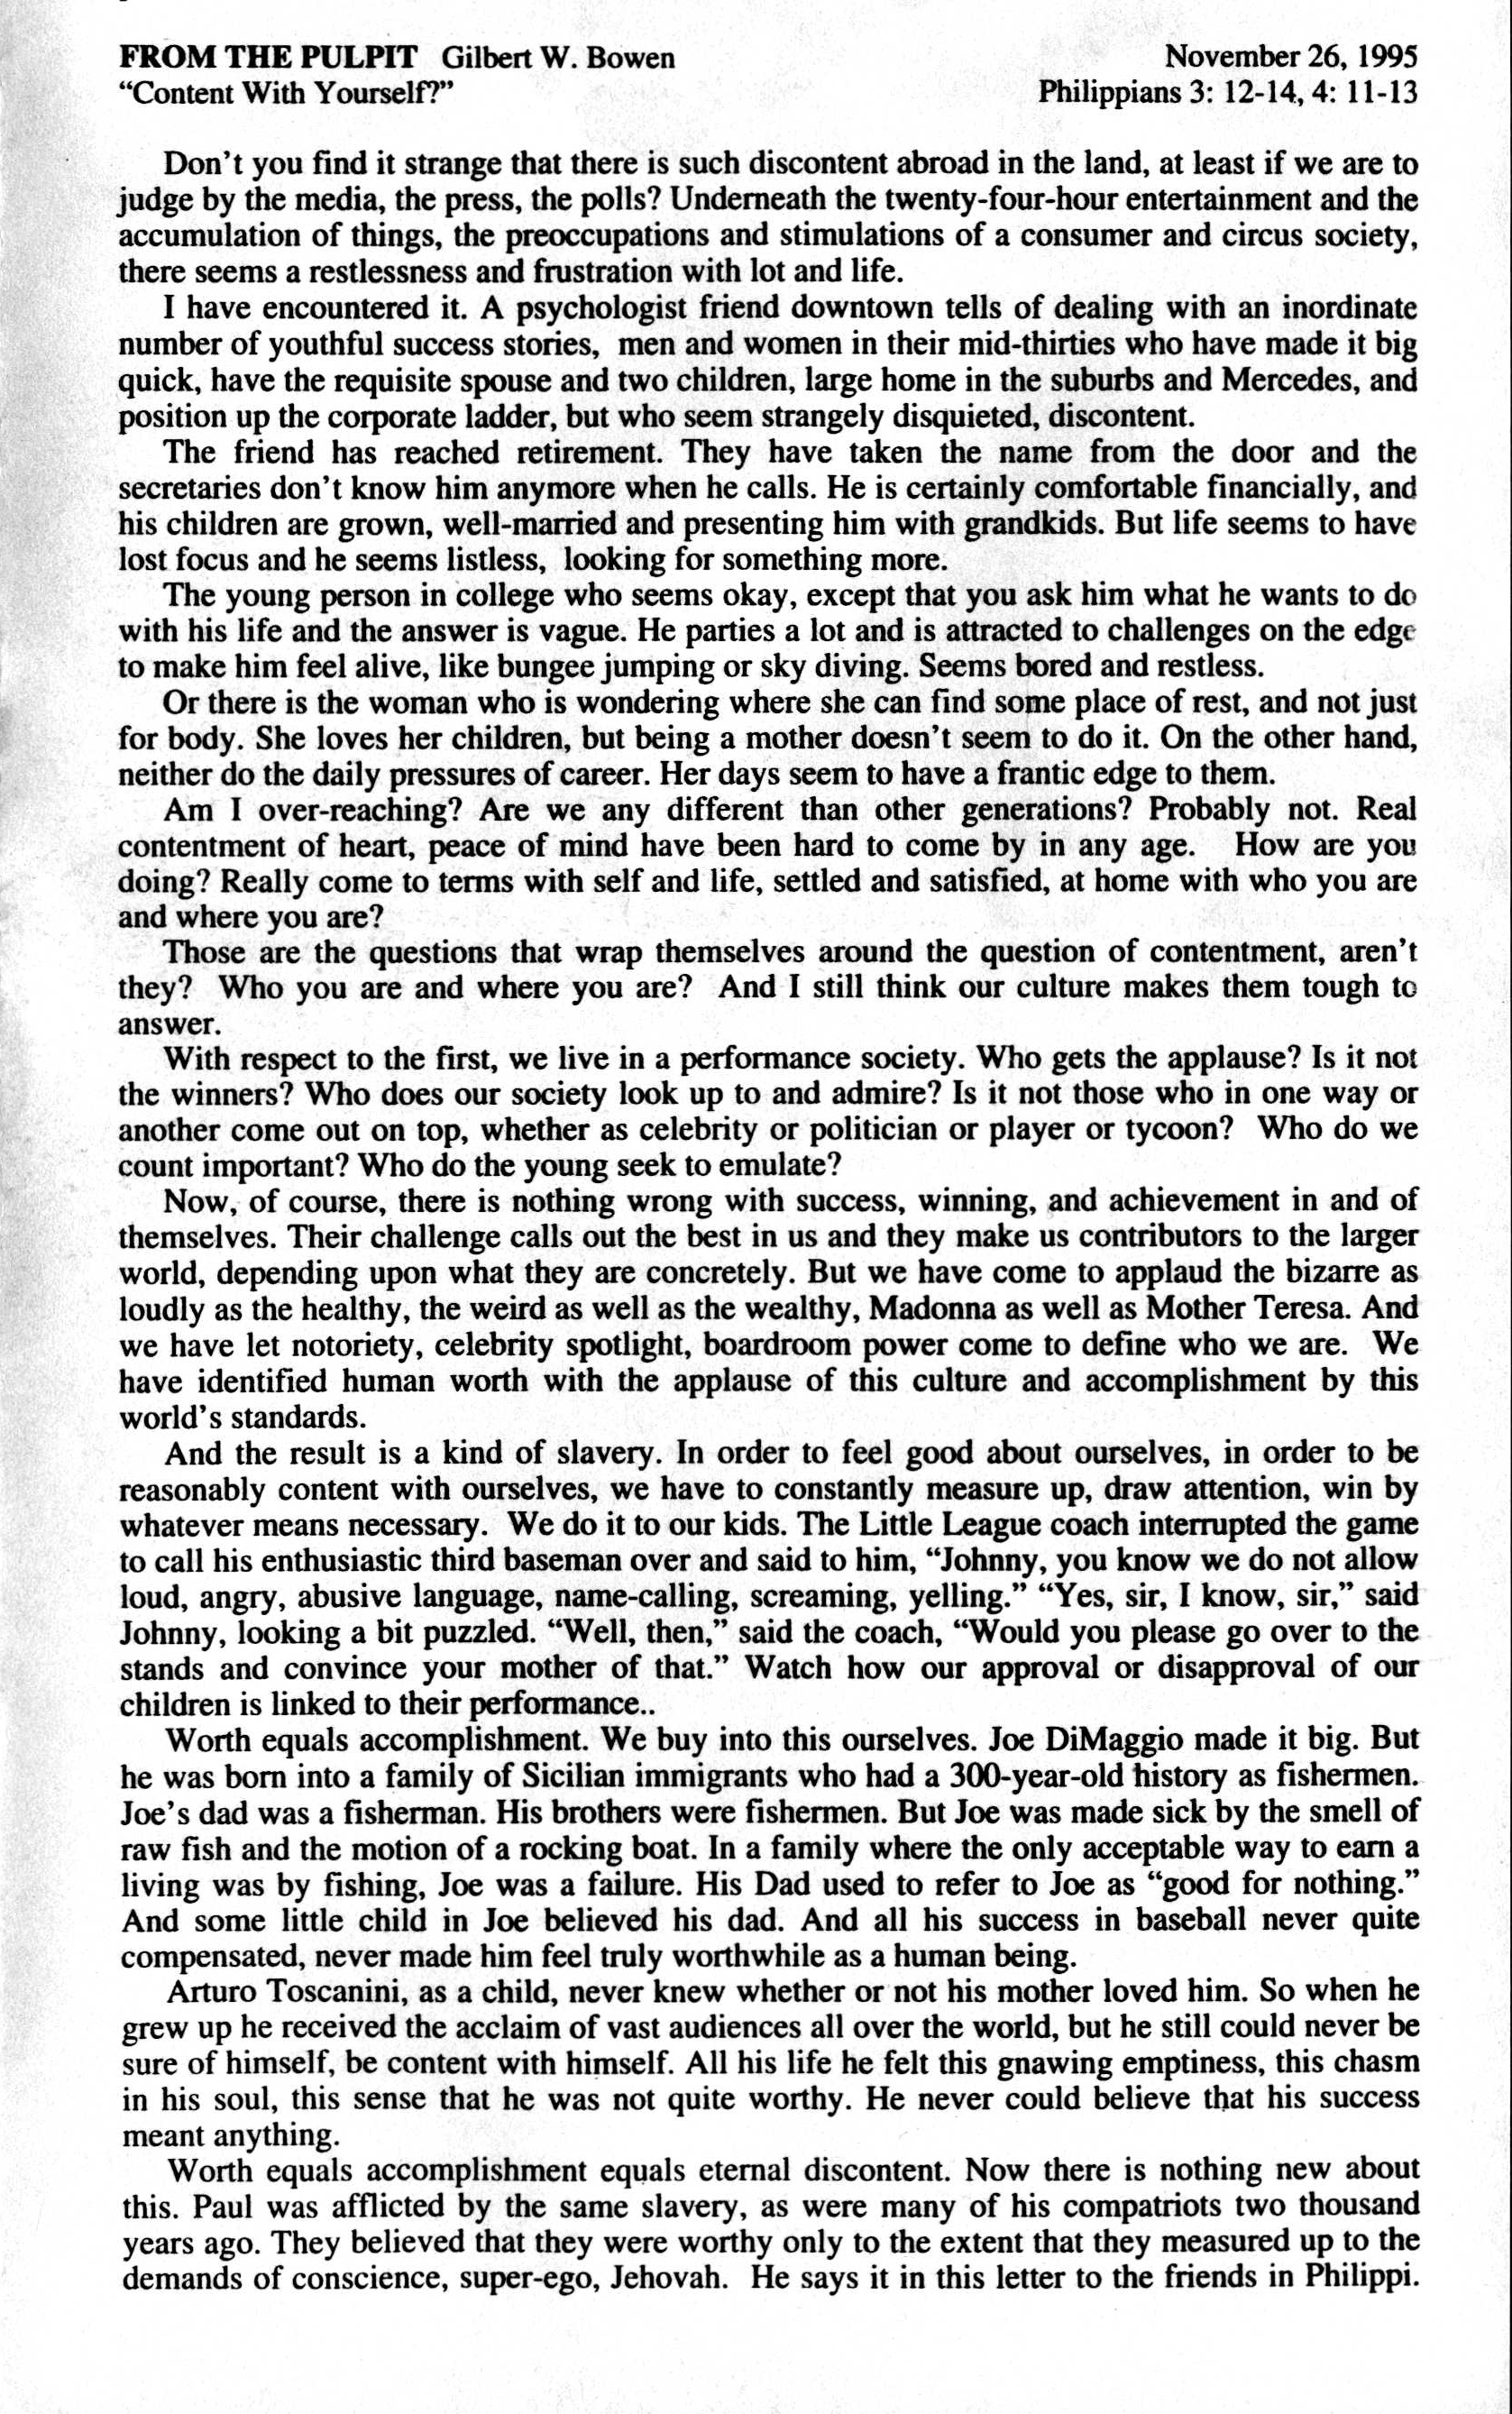 FROM THE PULPIT Gilbert W. Bowen November 26, 1995
“Content With Yourself?” Philippians 3: 12-14, 4: 11-13
Don’t you find it strange that there is such discontent abroad in the land, at least if we are to
judge by the media, the press, the polls? Underneath the twenty-four-hour entertainment and the
accumulation of things, the preoccupations and stimulations of a consumer and circus society,
there seems a restlessness and frustration with lot and life.
I have encountered it. A psychologist friend downtown tells of dealing with an inordinate
number of youthful success stories, men and women in their mid-thirties who have made it big
quick, have the requisite spouse and two children, large home in the suburbs and Mercedes, and
position up the corporate ladder, but who seem strangely disquieted, discontent.
The friend has reached retirement. They have taken the name from the door and the
secretaries don’t know him anymore when he calls. He is certainly comfortable financially, and
his children are grown, well-married and presenting him with grandkids. But life seems to have
lost focus and he seems listless, looking for something more.
The young person in college who seems okay, except that you ask him what he wants to do
with his life and the answer is vague. He parties a lot and is attracted to challenges on the edge
to make him feel alive, like bungee jumping or sky diving. Seems bored and restless.
Or there is the woman who is wondering where she can find some place of rest, and not just
for body. She loves her children, but being a mother doesn’t seem to do it. On the other hand,
neither do the daily pressures of career. Her days seem to have a frantic edge to them.
Am I over-reaching? Are we any different than other generations? Probably not. Real
contentment of heart, peace of mind have been hard to come by in any age. How are you
doing? Really come to terms with self and life, settled and satisfied, at home with who you are
and where you are?
Those are the questions that wrap themselves around the question of contentment, aren’t
they? Who you are and where you are? And I still think our culture makes them tough to
answer.
With respect to the first, we live in a performance society. Who gets the applause? Is it not
the winners? Who does our society look up to and admire? Is it not those who in one way or
another come out on top, whether as celebrity or politician or player or tycoon? Who do we
count important? Who do the young seek to emulate?
Now, of course, there is nothing wrong with success, winning, and achievement in and of
themselves. Their challenge calls out the best in us and they make us contributors to the larger
world, depending upon what they are concretely. But we have come to applaud the bizarre as
loudly as the healthy, the weird as well as the wealthy, Madonna as well as Mother Teresa. And
we have let notoriety, celebrity spotlight, boardroom power come to define who we are. We
have identified human worth with the applause of this culture and accomplishment by this
world’s standards.
And the result is a kind of slavery. In order to feel good about ourselves, in order to be
reasonably content with ourselves, we have to constantly measure up, draw attention, win by
whatever means necessary. We do it to our kids. The Little League coach interrupted the game
to call his enthusiastic third baseman over and said to him, “Johnny, you know we do not allow
loud, angry, abusive language, name-calling, screaming, yelling.” “Yes, sir, I know, sir,” said
Johnny, looking a bit puzzled. “Well, then,” said the coach, “Would you please go over to the
stands and convince your mother of that.” Watch how our approval or disapproval of our
children is linked to their performance..
Worth equals accomplishment. We buy into this ourselves. Joe DiMaggio made it big. But
he was born into a family of Sicilian immigrants who had a 300-year-old history as fishermen.
Joe’s dad was a fisherman. His brothers were fishermen. But Joe was made sick by the smell of
raw fish and the motion of a rocking boat. In a family where the only acceptable way to earn a
living was by fishing, Joe was a failure. His Dad used to refer to Joe as “good for nothing.”
And some little child in Joe believed his dad. And all his success in baseball never quite
compensated, never made him feel truly worthwhile as a human being.
Arturo Toscanini, as a child, never knew whether or not his mother loved him. So when he
grew up he received the acclaim of vast audiences all over the world, but he still could never be
sure of himself, be content with himself. All his life he felt this gnawing emptiness, this chasm
in his soul, this sense that he was not quite worthy. He never could believe that his success
meant anything.
Worth equals accomplishment equals eternal discontent. Now there is nothing new about
this. Paul was afflicted by the same slavery, as were many of his compatriots two thousand
years ago. They believed that they were worthy only to the extent that they measured up to the
demands of conscience, super-ego, Jehovah. He says it in this letter to the friends in Philippi.